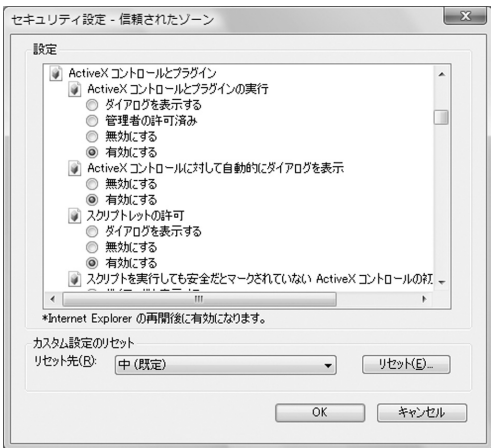 セキュリティ設定 - 信頼されたゾーン
設定
ActiveX コントロールとプラグイン
ActiveX コントロールとプラグインの実行
ダイアログを表示する
管理者の許可済み
無効にする
有効にする
ActiveX コントロールに対して自動的にダイアログを表示
無効にする
有効にする
スクリプトレットの許可
ダイアログを表示する
無効にする
有効にする
スクリプトを実行しても安全だとマークされていない ActiveX コントロールの初
*Internet Explorer の再開後に有効になります。
カスタム設定のリセット
リセット先(R):
中 (既定)
リセット(E)...
OK
キャンセル